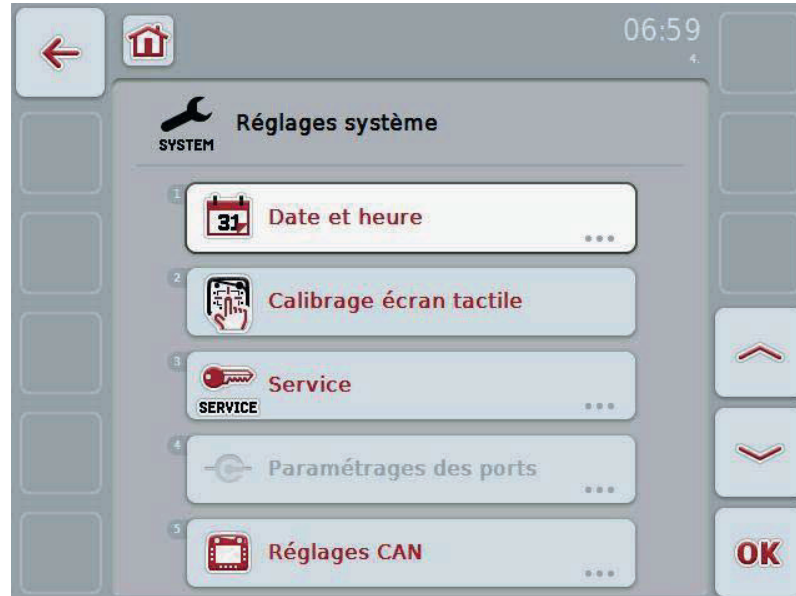 06:59
4.
SYSTEM
Réglages système
1
31
Date et heure
2
Calibrage écran tactile
3
SERVICE
Service
4
Paramétrages des ports
5
Réglages CAN
OK